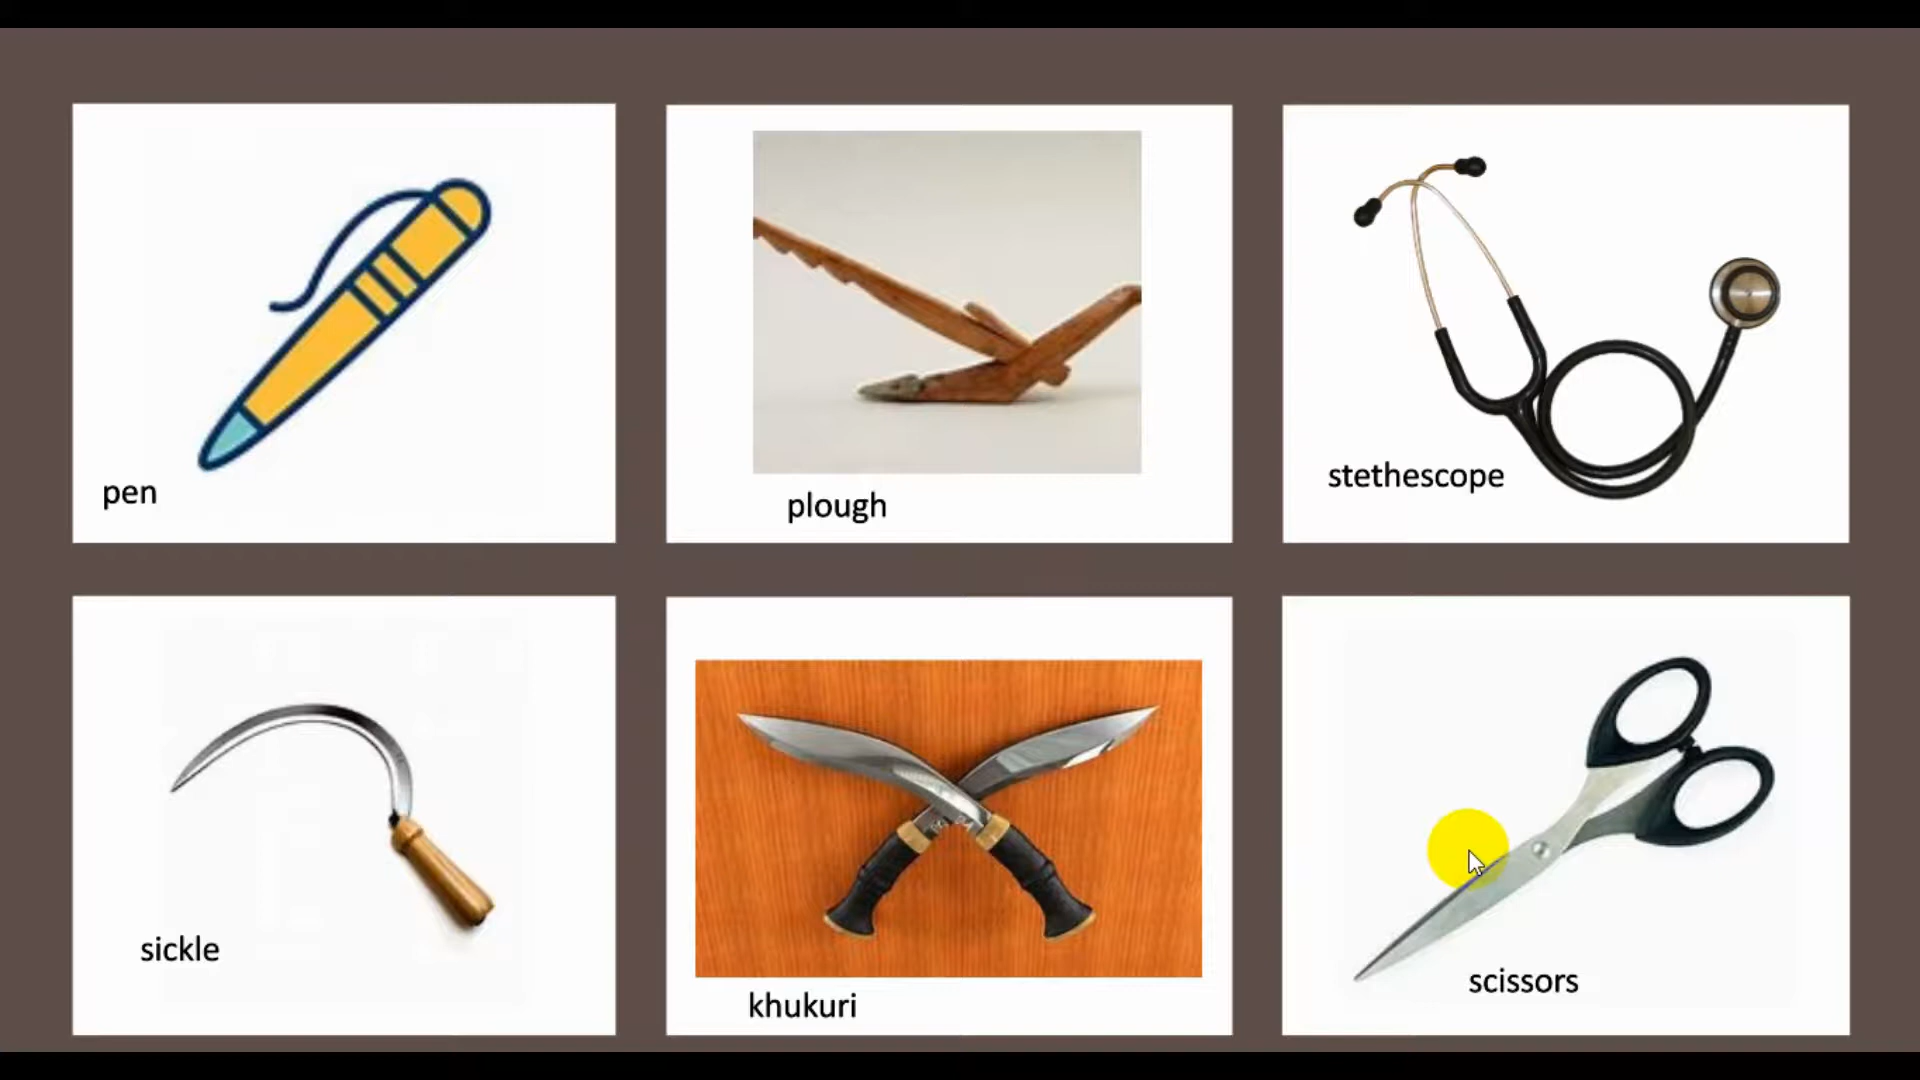 pen
plough
stethescope
sickle
khukuri
scissors